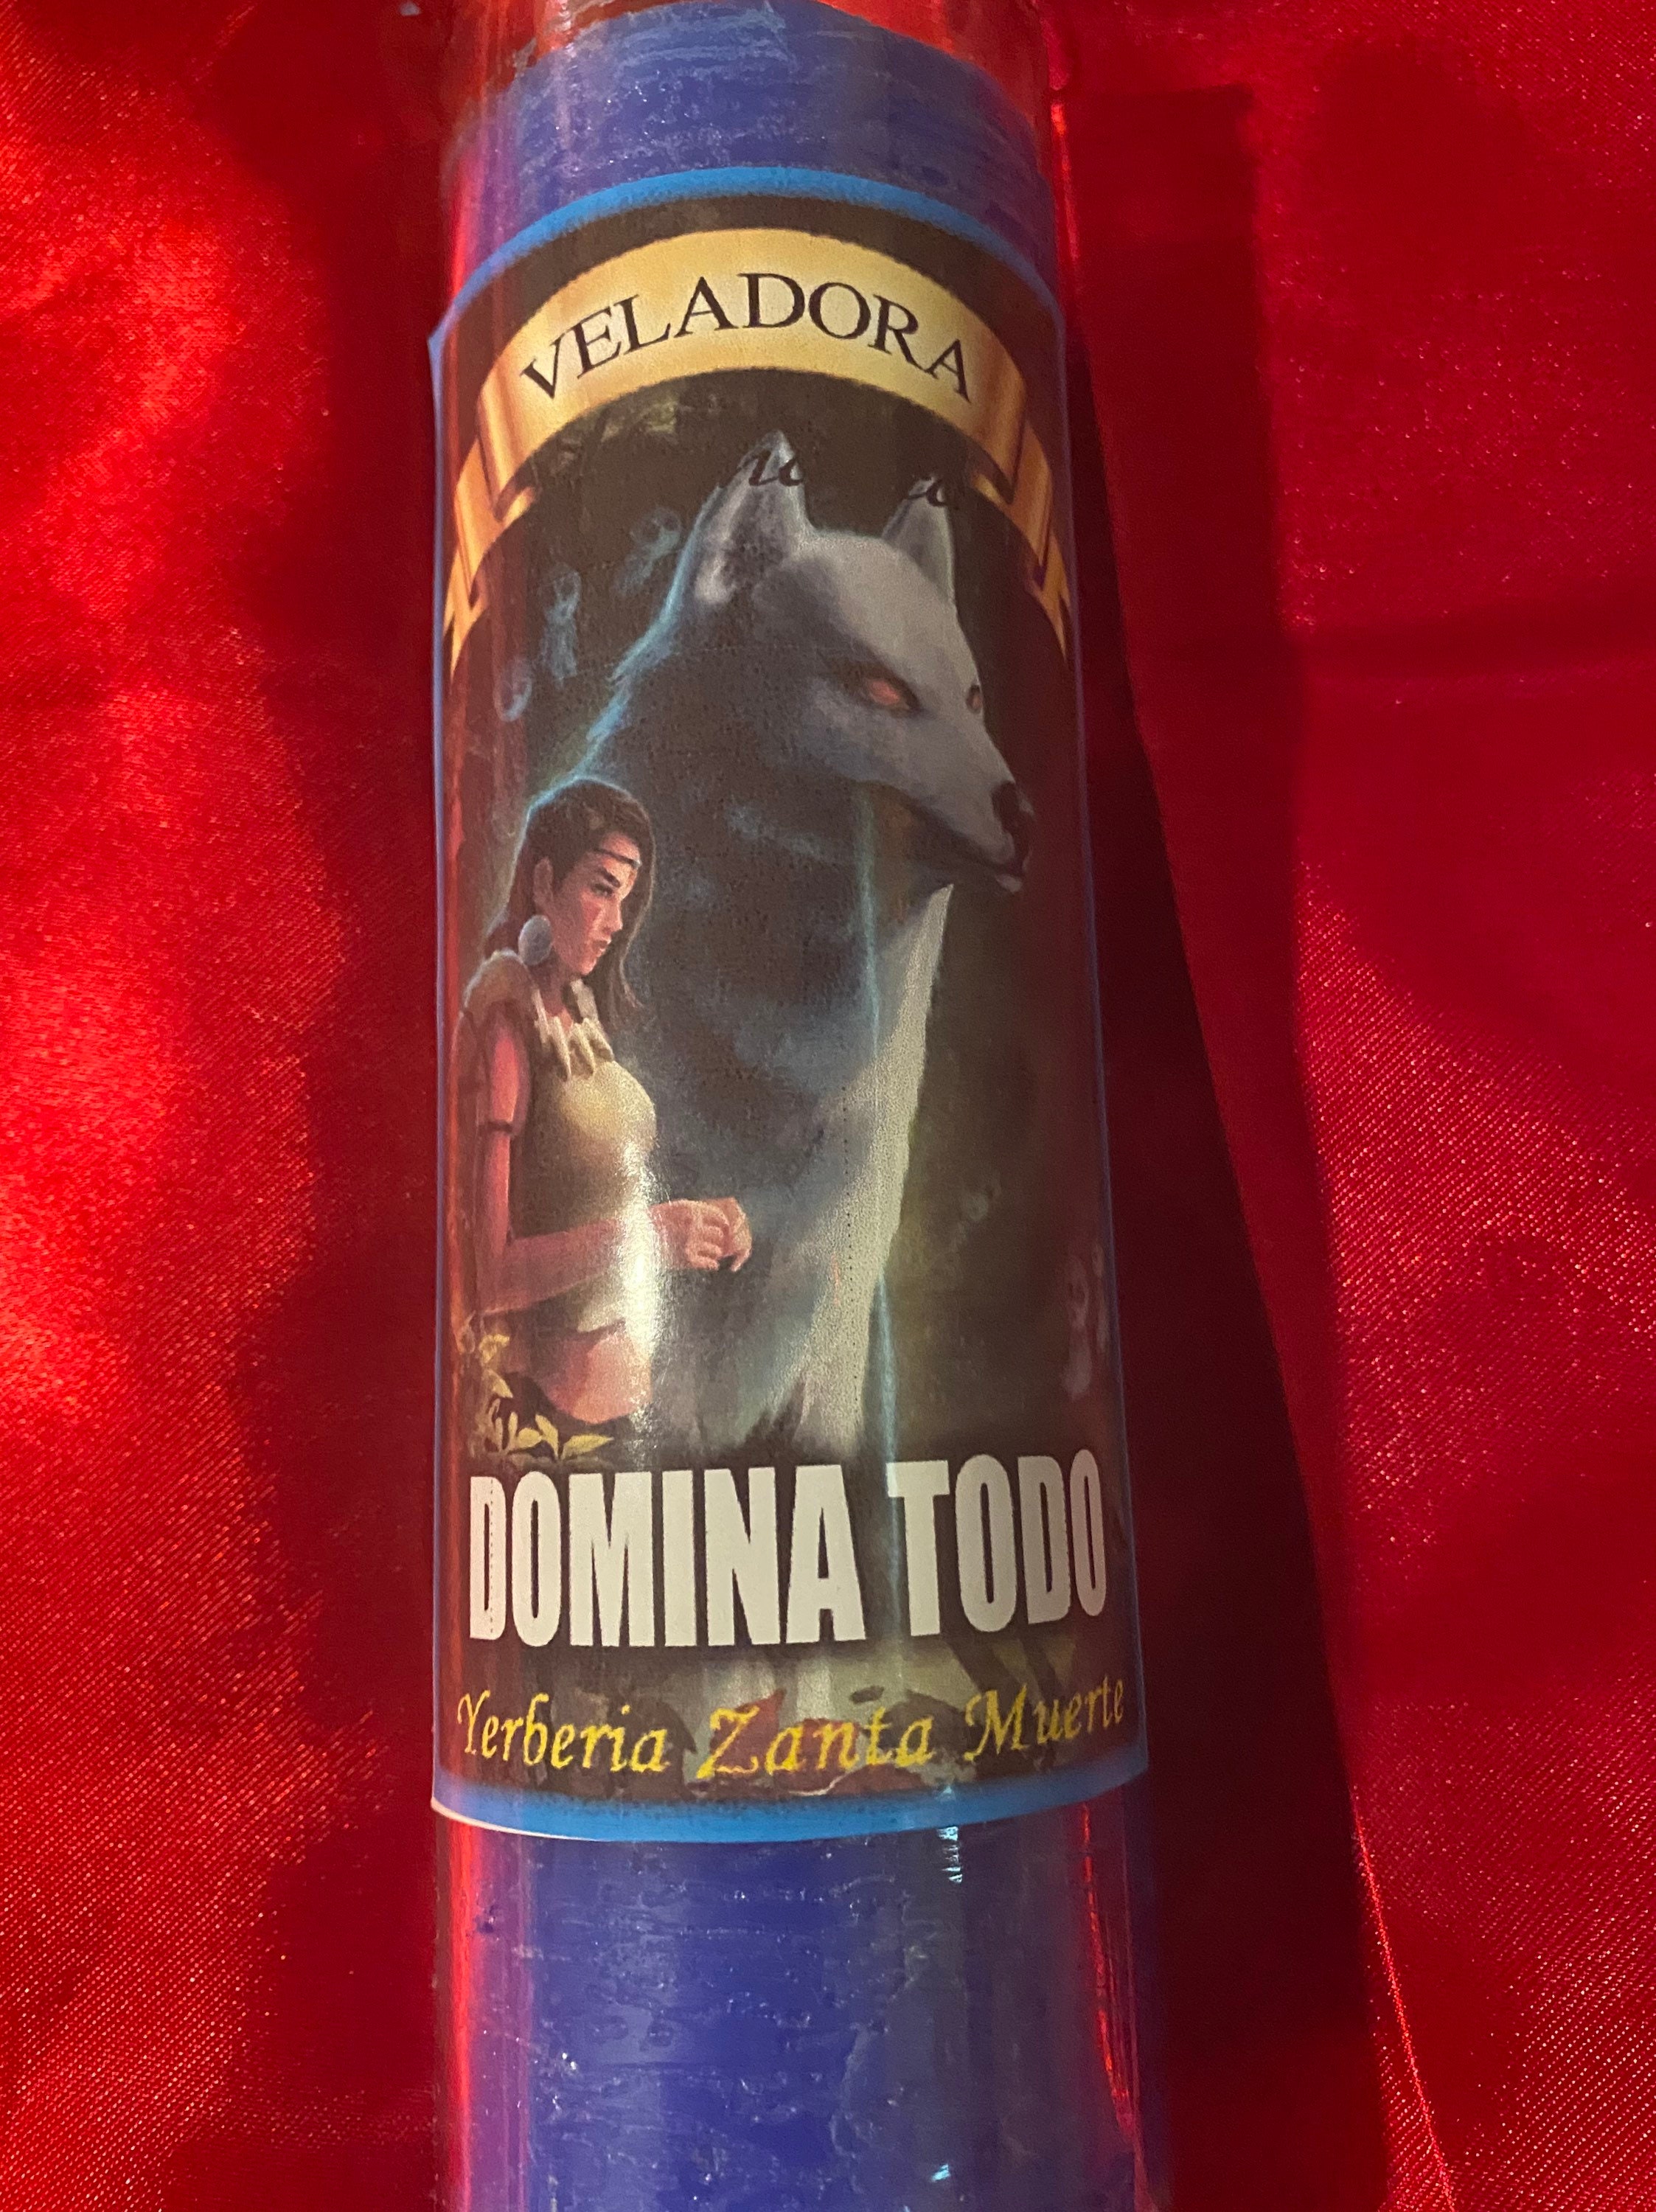 VELADORA
DOMINA TODO
Yerberia Zanta Muerte